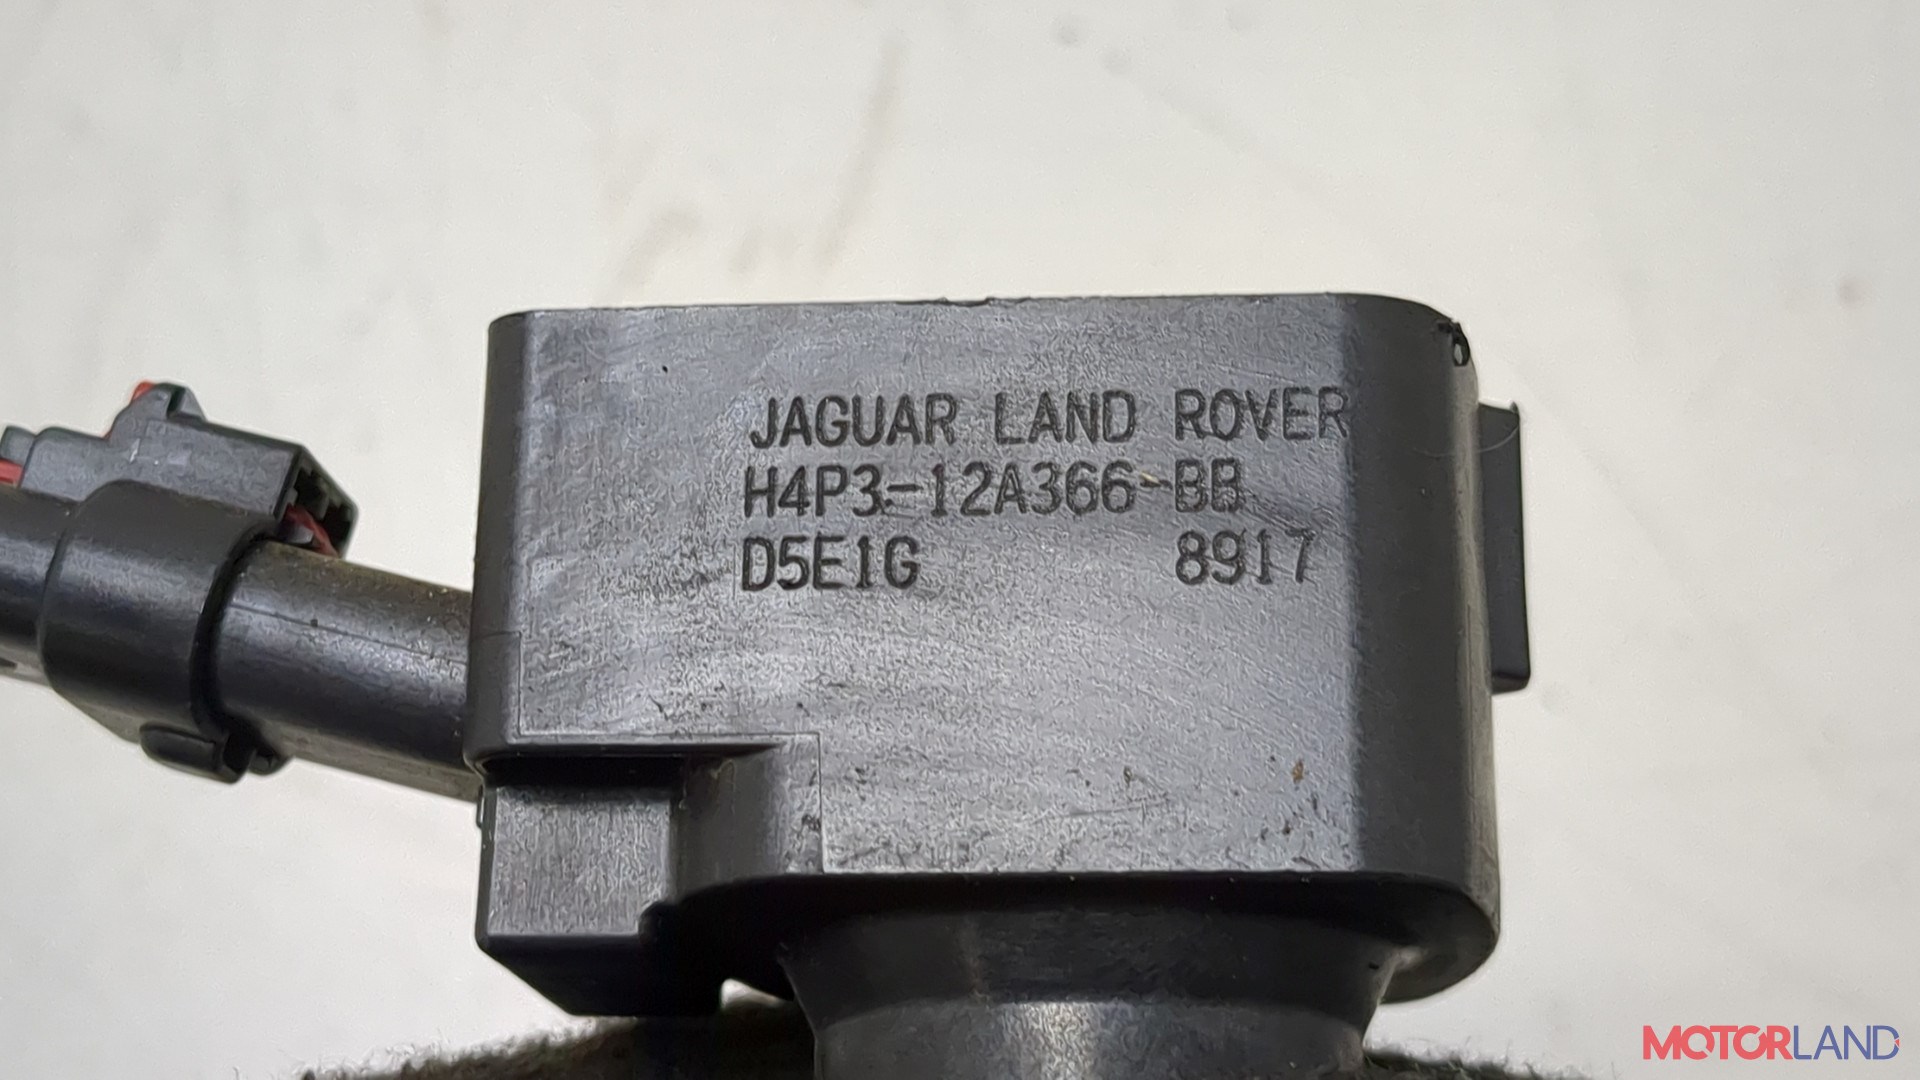 JAGUAR LAND ROVER
H4P3-12A366-BB
D5E1G 8917
MOTORLAND